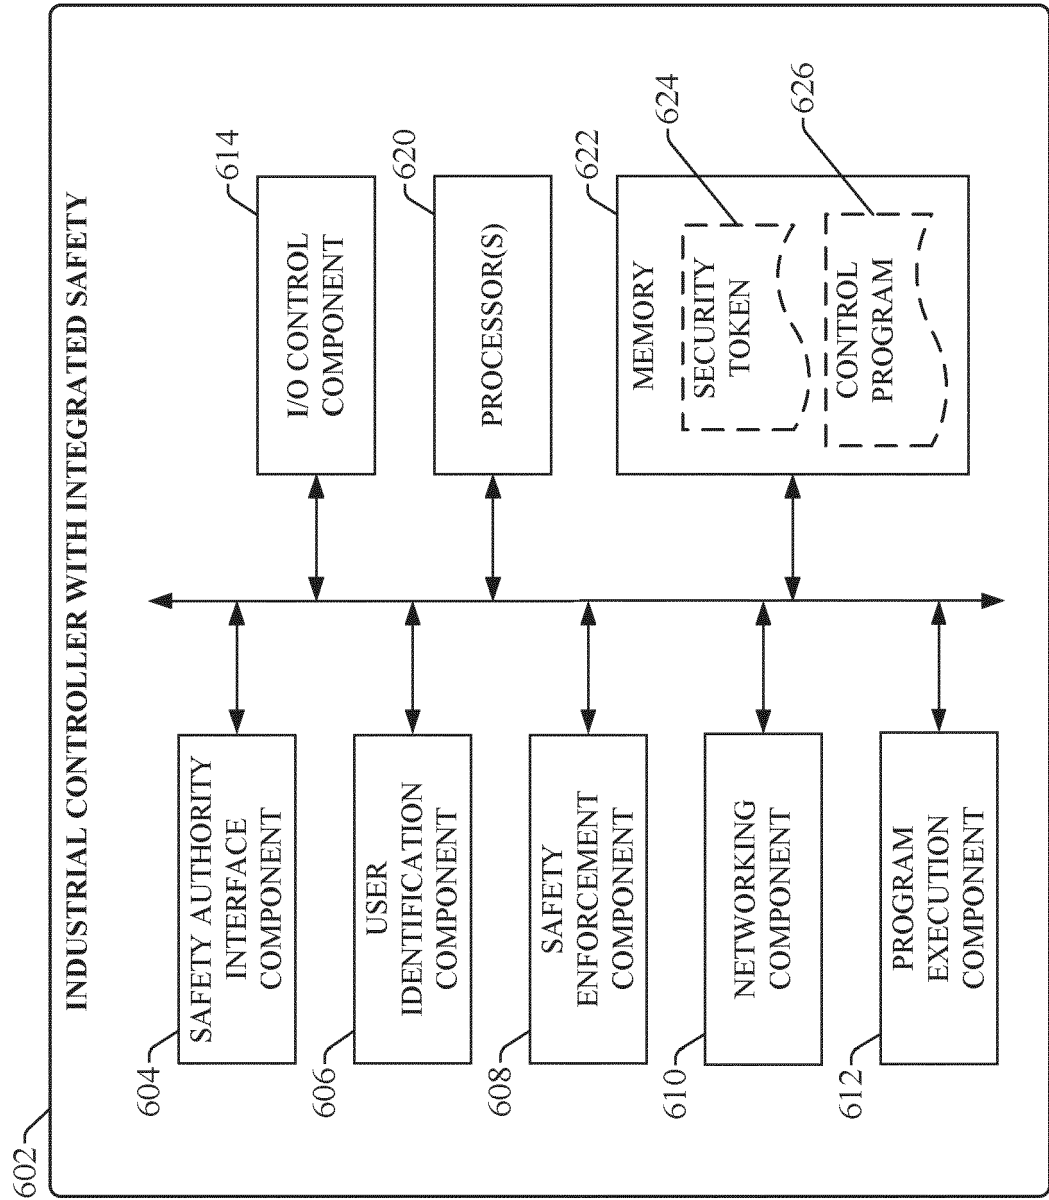 602
INDUSTRIAL CONTROLLER WITH INTEGRATED SAFETY
604
SAFETY AUTHORITY
INTERFACE
COMPONENT
606
USER
IDENTIFICATION
COMPONENT
608
SAFETY
ENFORCEMENT
COMPONENT
610
NETWORKING
COMPONENT
612
PROGRAM
EXECUTION
COMPONENT
614
I/O CONTROL
COMPONENT
620
PROCESSOR(S)
622
MEMORY
624
SECURITY
TOKEN
626
CONTROL
PROGRAM